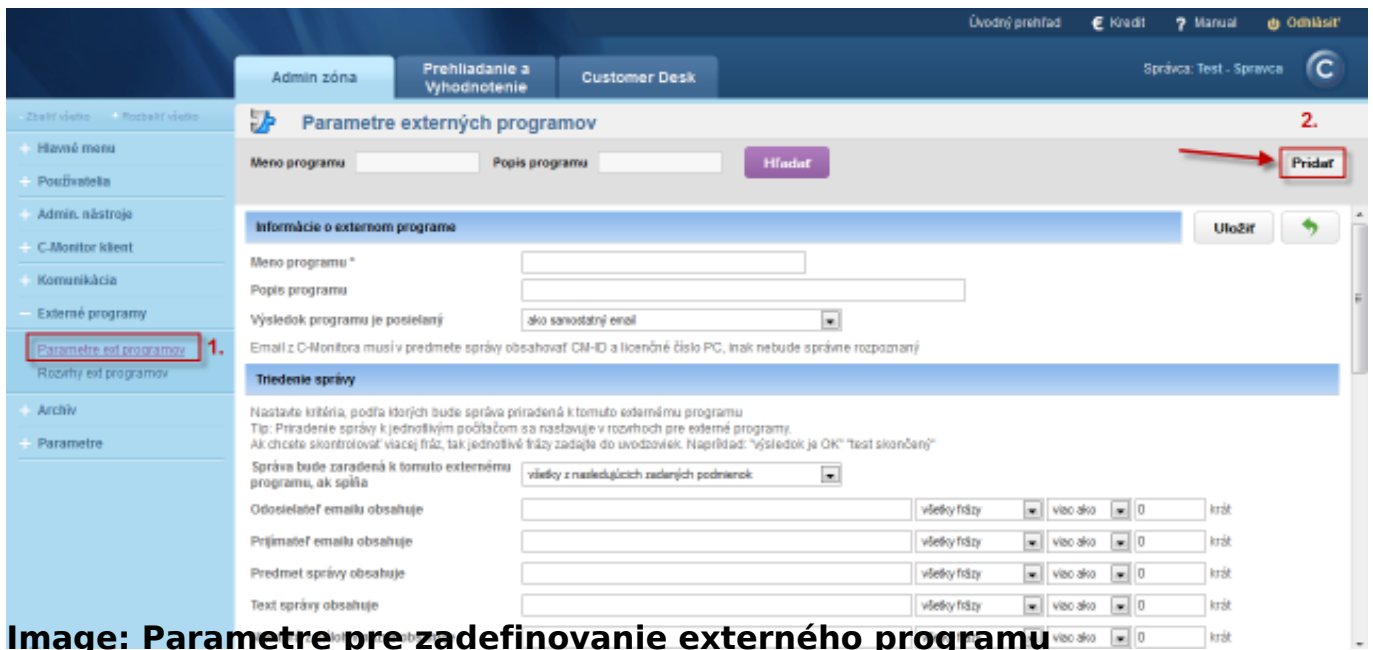 Úvodný prehľad € Kredit ? Manual Odhlásiť
Admin zóna
Prehliadanie a
Vyhodnotenie
Customer Desk
Správca: Test - Spravca
Zbaliť všetko + Rozbaliť všetko
Parametre externých programov
2.
+ Hlavné menu
Meno programu
Popis programu
Hľadať
Pridať
+ Používatelia
+ Admin. nástroje
Informácie o externom programe
Uložiť
+ C-Monitor klient
Meno programu *
+ Komunikácia
Popis programu
− Externé programy
Výsledok programu je posielaný
ako samostatný email
Parametre ext programov 1.
Email z C-Monitora musí v predmete správy obsahovať CM-ID a licenčné číslo PC, inak nebude správne rozpoznaný
Rozvrhy ext programov
Triedenie správy
+ Archív
Nastavte kritéria, podľa ktorých bude správa priradená k tomuto externému programu
Tip: Priradenie správy k jednotlivým počítačom sa nastavuje v rozvrhoch pre externé programy.
+ Parametre
Ak chcete skontrolovať viacej fráz, tak jednotlivé frázy zadajte do uvodzoviek. Napríklad: "výsledok je OK" "test skončený"
Správa bude zaradená k tomuto externému
programu, ak spĺňa
všetky z nasledujúcich zadaných podmienok
Odosielateľ emailu obsahuje všetky frázy viac ako 0 krát
Prijímateľ emailu obsahuje všetky frázy viac ako 0 krát
Predmet správy obsahuje všetky frázy viac ako 0 krát
Text správy obsahuje všetky frázy viac ako 0 krát
viac ako 0 krát
Image: Parametre pre zadefinovanie externého programu